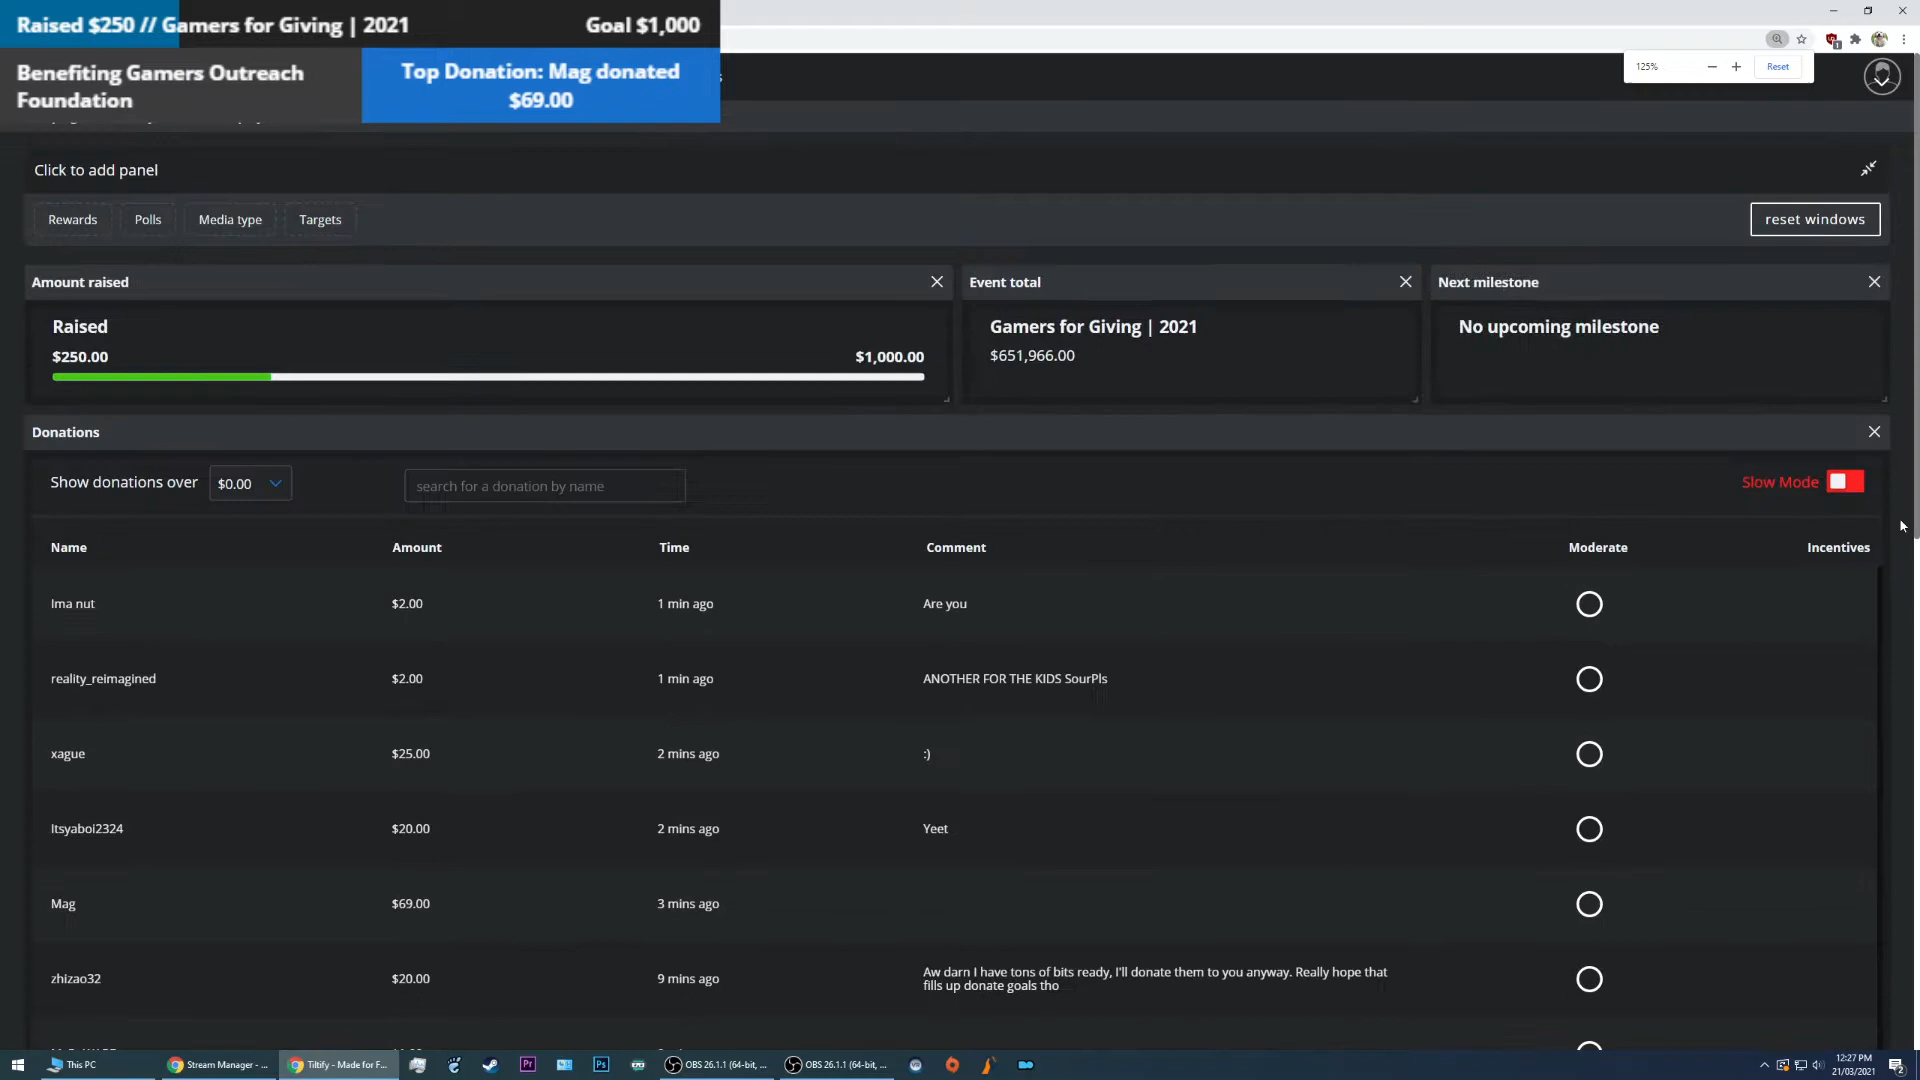 Raised $250 // Gamers for Giving | 2021
Goal $1,000
Benefiting Gamers Outreach
Foundation
Top Donation: Mag donated
$69.00
125%
Reset
Click to add panel
Rewards
Polls
Media type
Targets
reset windows
Amount raised
Event total
Next milestone
Raised
$250.00
$1,000.00
Gamers for Giving | 2021
$651,966.00
No upcoming milestone
Donations
Show donations over
$0.00
search for a donation by name
Slow Mode
Name Amount Time Comment Moderate Incentives
Ima nut $2.00 1 min ago Are you
reality_reimagined $2.00 1 min ago ANOTHER FOR THE KIDS SourPls
xague $25.00 2 mins ago :)
Itsyaboi2324 $20.00 2 mins ago Yeet
Mag $69.00 3 mins ago
zhizao32 $20.00 9 mins ago Aw darn I have tons of bits ready, I'll donate them to you anyway. Really hope that
fills up donate goals tho
This PC
Stream Manager - ...
Tiltify - Made for F...
Pr
Ps
OBS 26.1.1 (64-bit, ...
OBS 26.1.1 (64-bit, ...
12:27 PM
21/03/2021
2